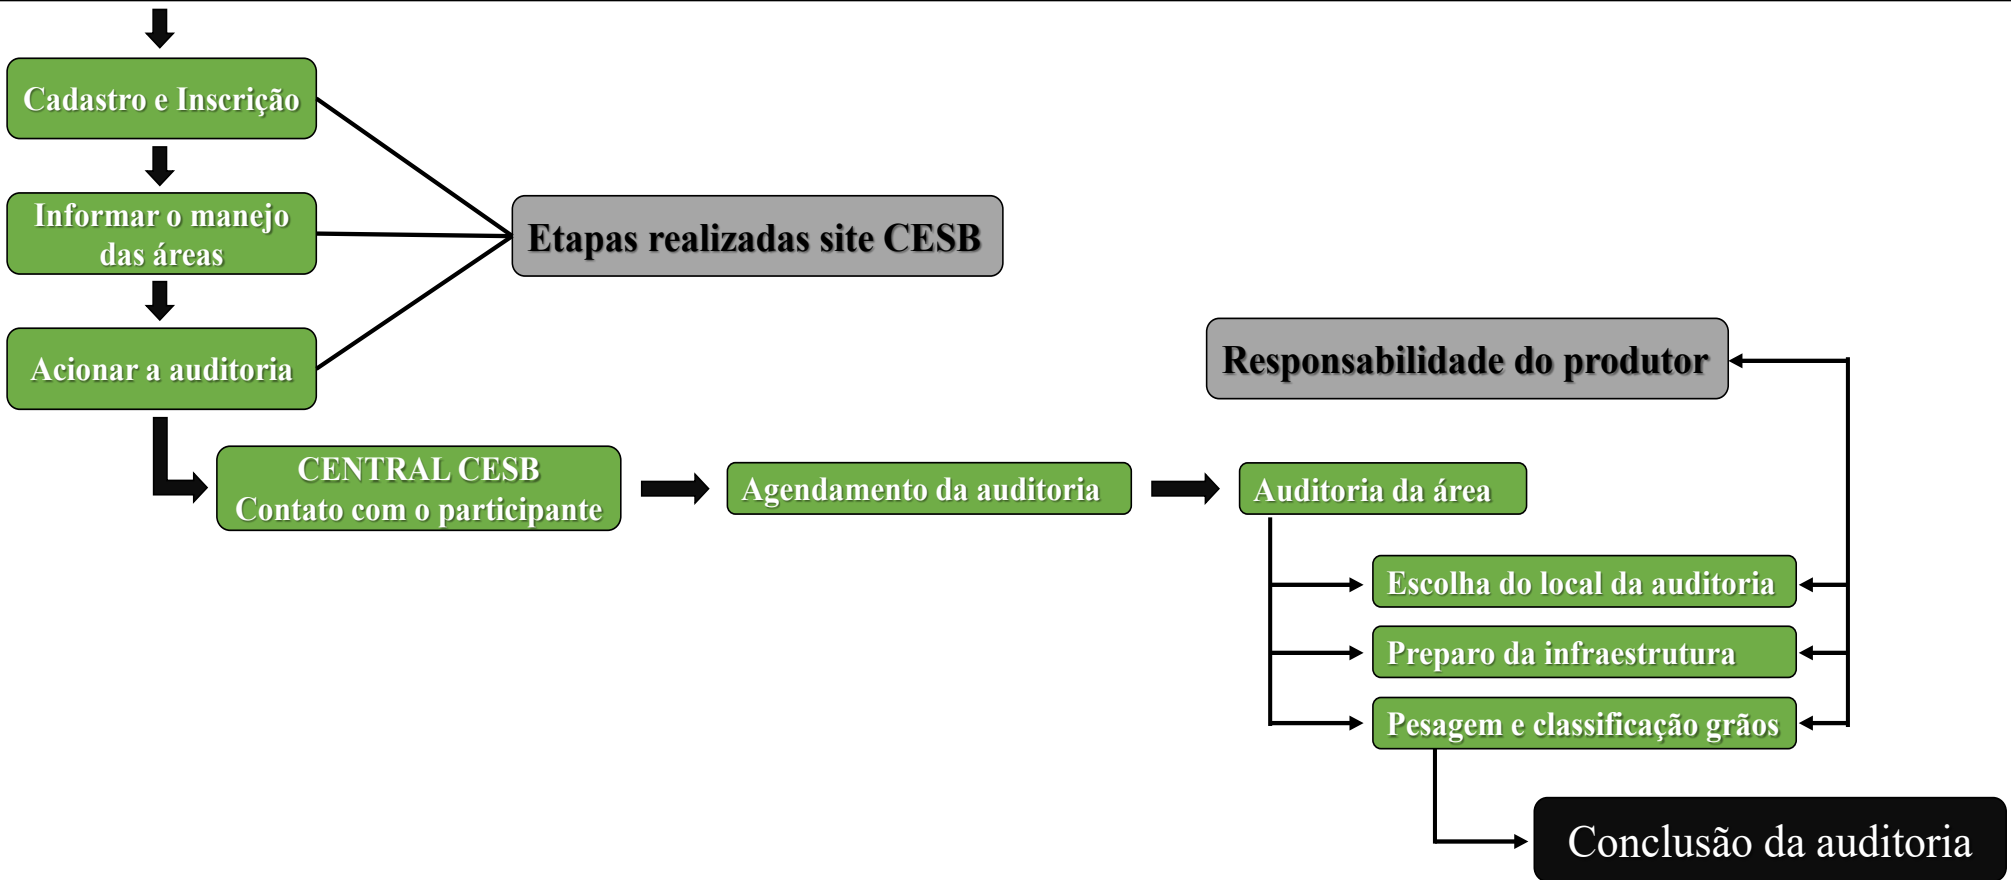 Cadastro e Inscrição
Informar o manejo
das áreas
Etapas realizadas site CESB
Acionar a auditoria
Responsabilidade do produtor
CENTRAL CESB
Contato com o participante
Agendamento da auditoria
Auditoria da área
Escolha do local da auditoria
Preparo da infraestrutura
Pesagem e classificação grãos
Conclusão da auditoria